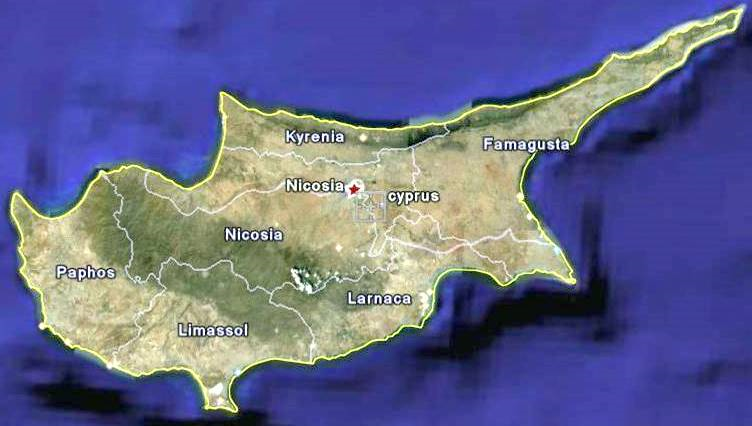 Kyrenia
Famagusta
Nicosia
cyprus
Nicosia
Paphos
Larnaca
Limassol